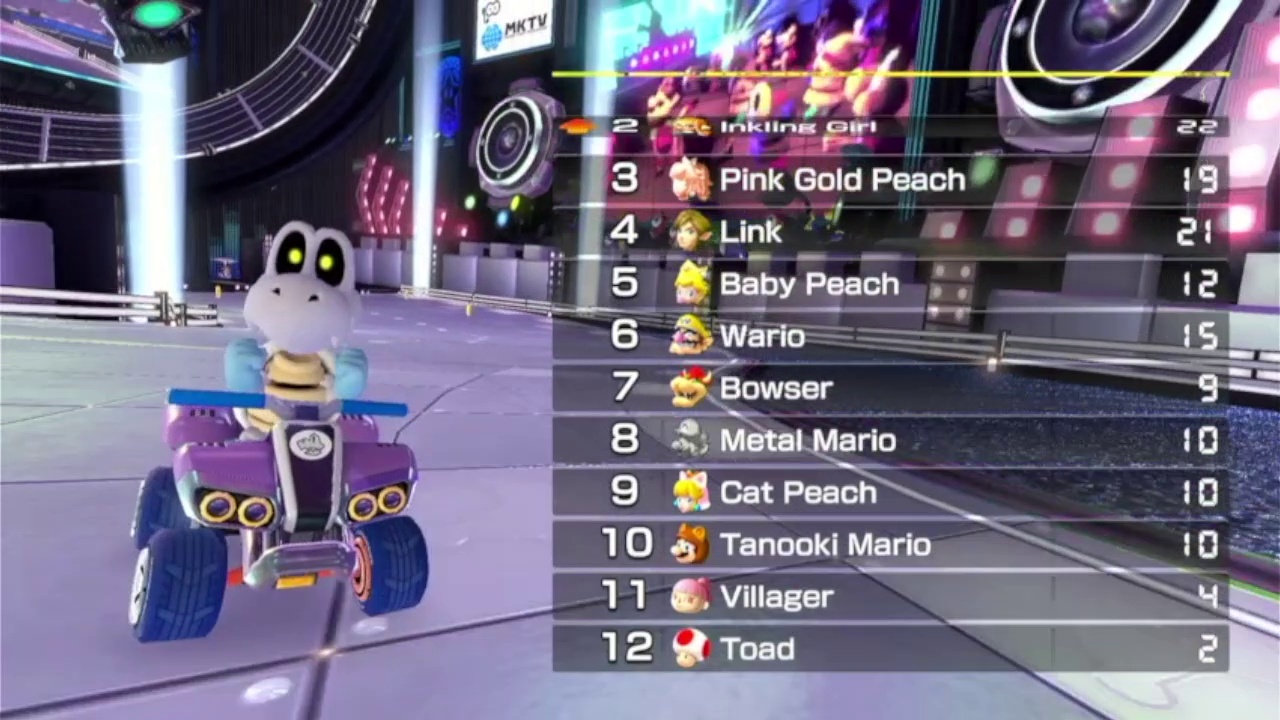 MKTV
2 Inkling Girl 22
3 Pink Gold Peach 19
4 Link 21
5 Baby Peach 12
6 Wario 15
7 Bowser 9
8 Metal Mario 10
9 Cat Peach 10
10 Tanooki Mario 10
11 Villager 4
12 Toad 2